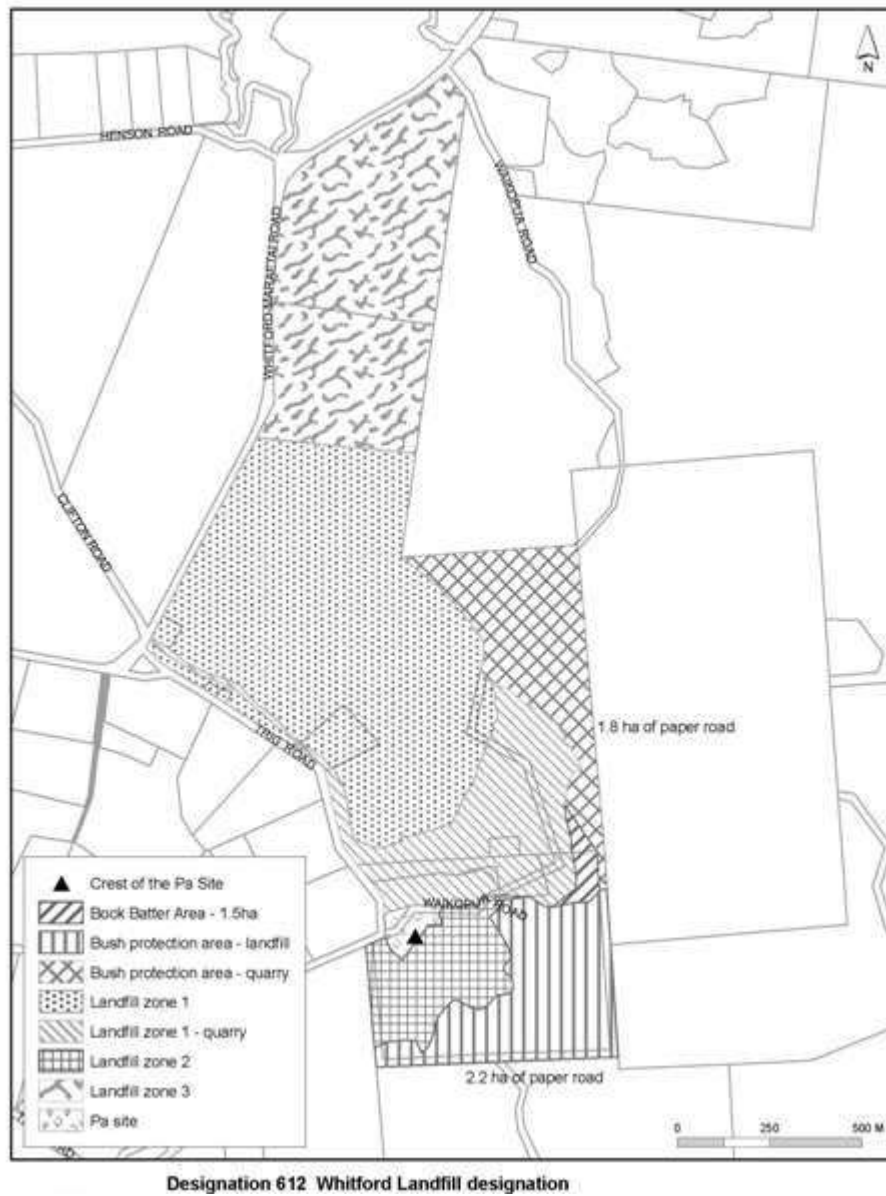 N
HENSON ROAD
WAIKOPUA ROAD
WHITFORD-MARAETAI ROAD
CLIFTON ROAD
TRIG ROAD
1.8 ha of paper road
WAIKOPUA ROAD
2.2 ha of paper road
Crest of the Pa Site
Bock Batter Area - 1.5ha
Bush protection area - landfill
Bush protection area - quarry
Landfill zone 1
Landfill zone 1 - quarry
Landfill zone 2
Landfill zone 3
Pa site
0 250 500 M
Designation 612 Whitford Landfill designation